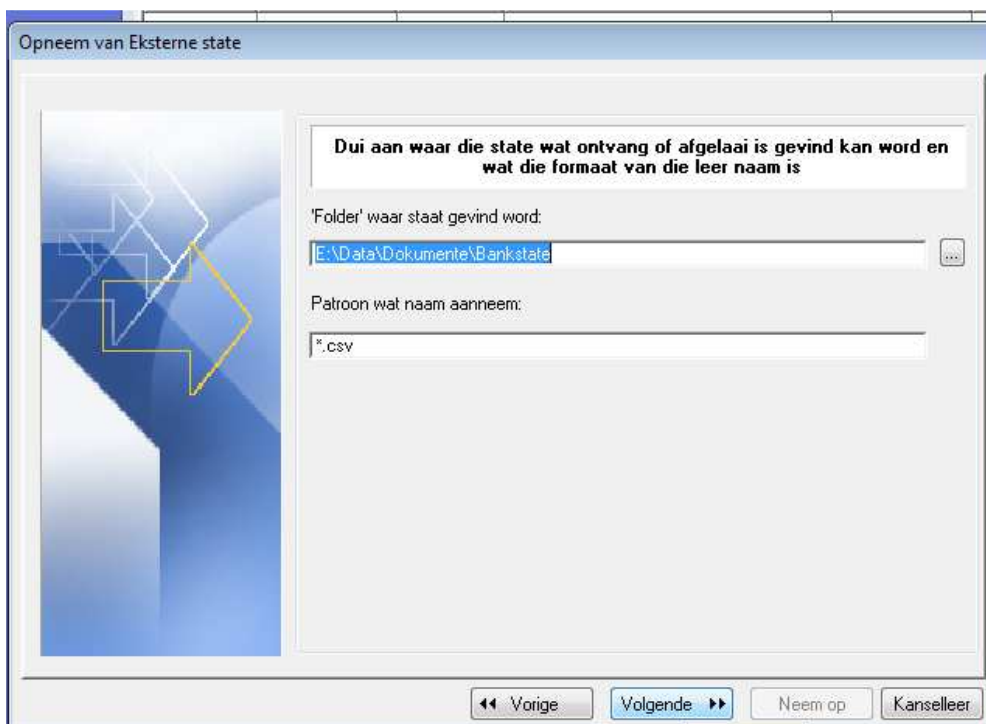 Opneem van Eksterne state
Dui aan waar die state wat ontvang of afgelaai is gevind kan word en
wat die formaat van die leer naam is
'Folder' waar staat gevind word:
E:\Data\Dokumente\Bankstate
...
Patroon wat naam aanneem:
*.csv
Vorige
Volgende
Neem op
Kanselleer